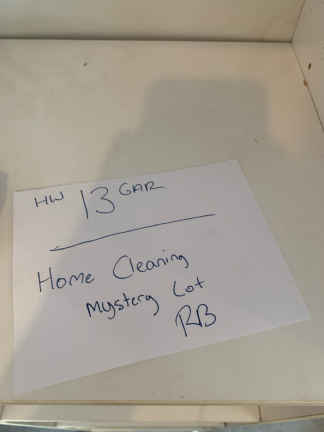 HW 13 GAR
Home Cleaning
Mystery Lot
RB